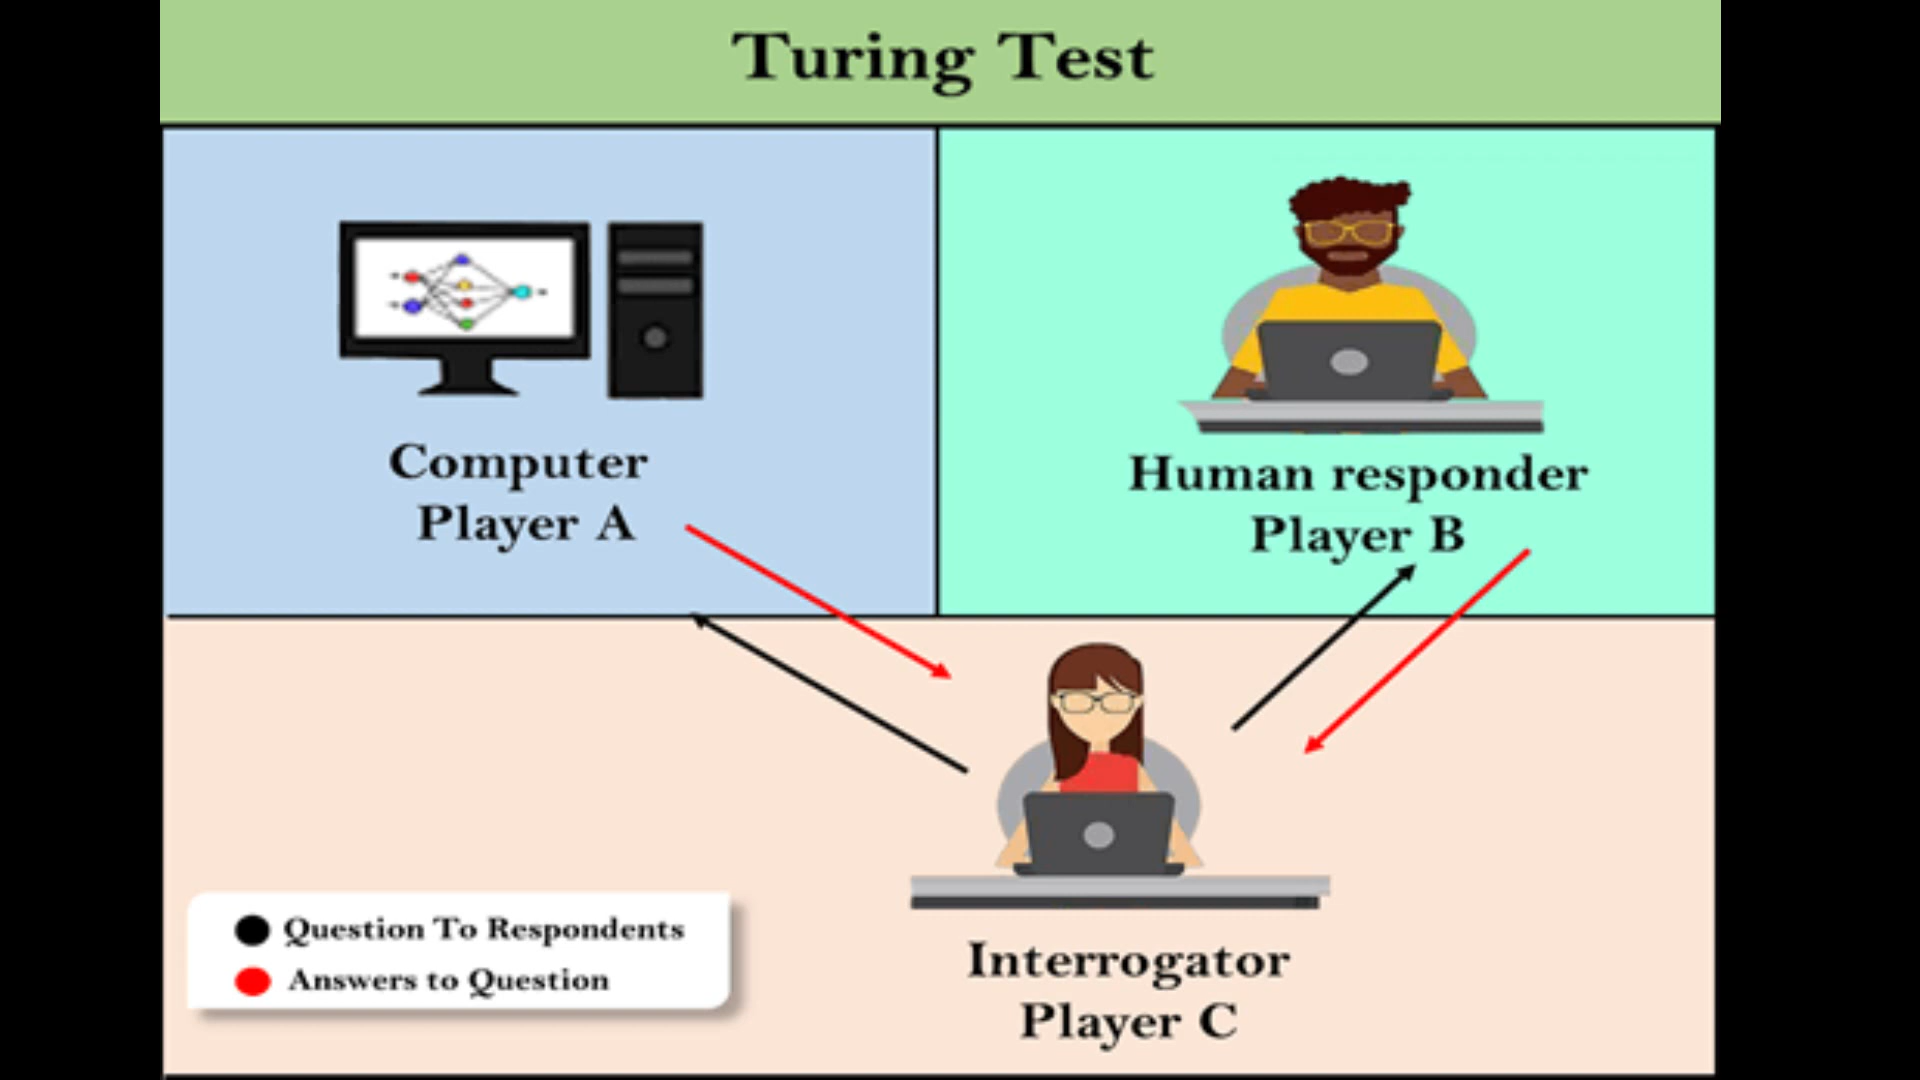 Turing Test
Computer
Player A
Human responder
Player B
Question To Respondents
Answers to Question
Interrogator
Player C